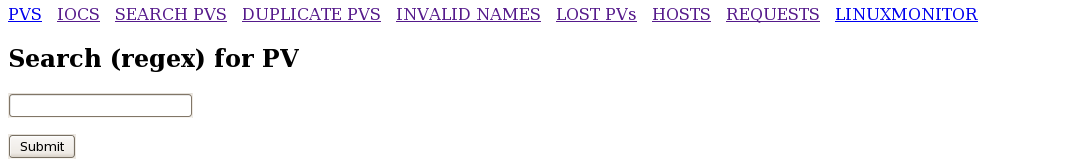 PVS IOCS SEARCH PVS DUPLICATE PVS INVALID NAMES LOST PVs HOSTS REQUESTS LINUXMONITOR
Search (regex) for PV
Submit